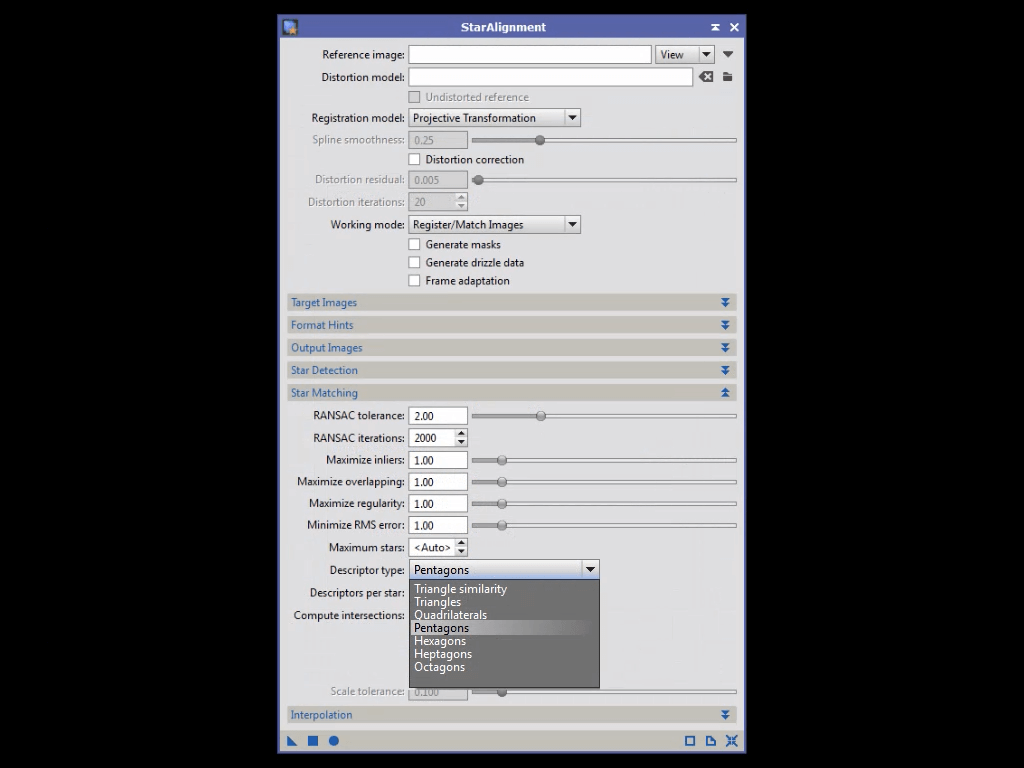 StarAlignment
Reference image: View
Distortion model:
Undistorted reference
Registration model: Projective Transformation
Spline smoothness: 0.25
Distortion correction
Distortion residual: 0.005
Distortion iterations: 20
Working mode: Register/Match Images
Generate masks
Generate drizzle data
Frame adaptation
Target Images
Format Hints
Output Images
Star Detection
Star Matching
RANSAC tolerance: 2.00
RANSAC iterations: 2000
Maximize inliers: 1.00
Maximize overlapping: 1.00
Maximize regularity: 1.00
Minimize RMS error: 1.00
Maximum stars: <Auto>
Descriptor type: Pentagons
Triangle similarity
Descriptors per star:
Triangles
Quadrilaterals
Compute intersections:
Pentagons
Hexagons
Heptagons
Octagons
Scale tolerance: 0.100
Interpolation